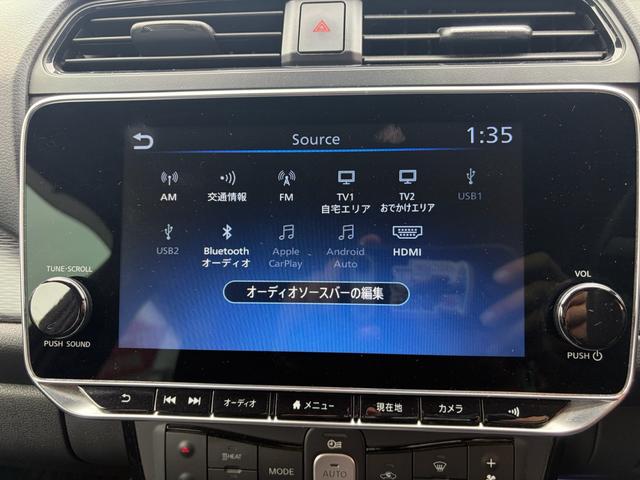 Source
1:35
AM
交通情報
FM
TV1
自宅エリア
TV2
おでかけエリア
USB1
USB2
Bluetooth
オーディオ
Apple
CarPlay
Android
Auto
HDMI
オーディオソースバーの編集
TUNE·SCROLL
PUSH SOUND
VOL
PUSH
オーディオ
メニュー
現在地
カメラ
HEAT
MODE
AUTO